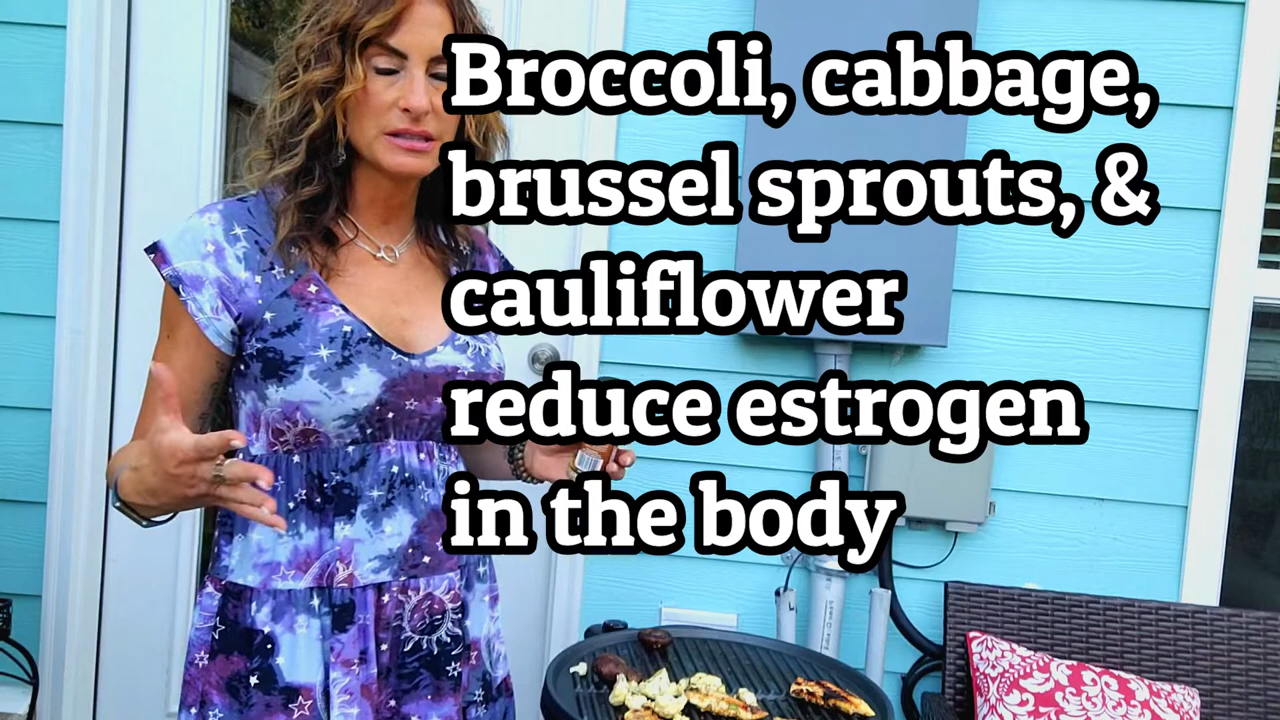 Broccoli, cabbage,
brussel sprouts, &
cauliflower
reduce estrogen
in the body